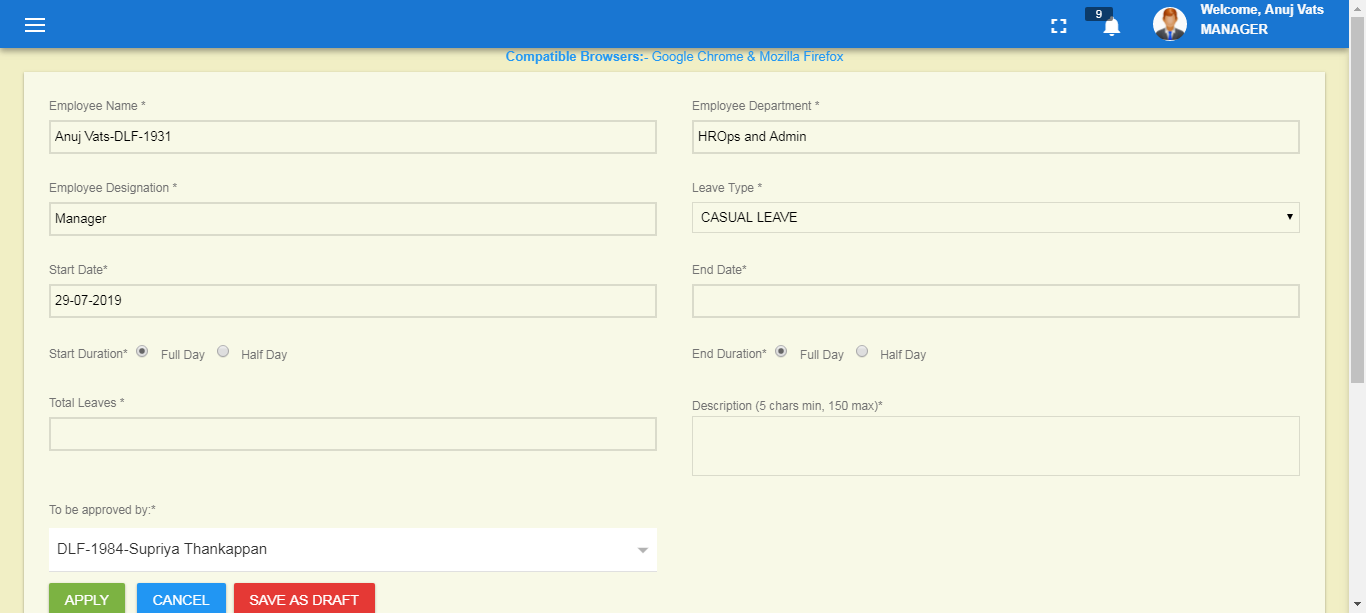 9
Welcome, Anuj Vats
MANAGER
Compatible Browsers:- Google Chrome & Mozilla Firefox
Employee Name *
Employee Department *
Anuj Vats-DLF-1931
HROps and Admin
Employee Designation *
Leave Type *
Manager
CASUAL LEAVE
Start Date*
End Date*
29-07-2019
Start Duration* Full Day Half Day
End Duration* Full Day Half Day
Total Leaves *
Description (5 chars min, 150 max)*
To be approved by:*
DLF-1984-Supriya Thankappan
APPLY CANCEL SAVE AS DRAFT